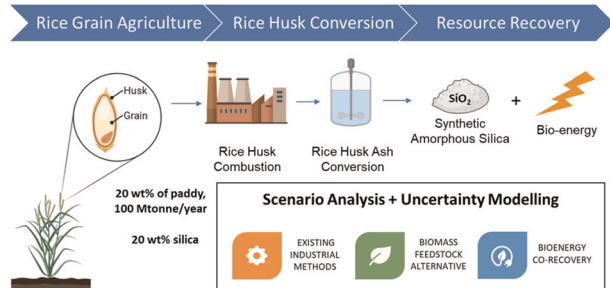 Rice Grain Agriculture
Rice Husk Conversion
Resource Recovery
Husk
Grain
SiO₂
+
Synthetic
Amorphous Silica
Bio-energy
Rice Husk
Combustion
Rice Husk Ash
Conversion
20 wt% of paddy,
100 Mtonne/year
20 wt% silica
Scenario Analysis + Uncertainty Modelling
EXISTING
INDUSTRIAL
METHODS
BIOMASS
FEEDSTOCK
ALTERNATIVE
BIOENERGY
CO-RECOVERY